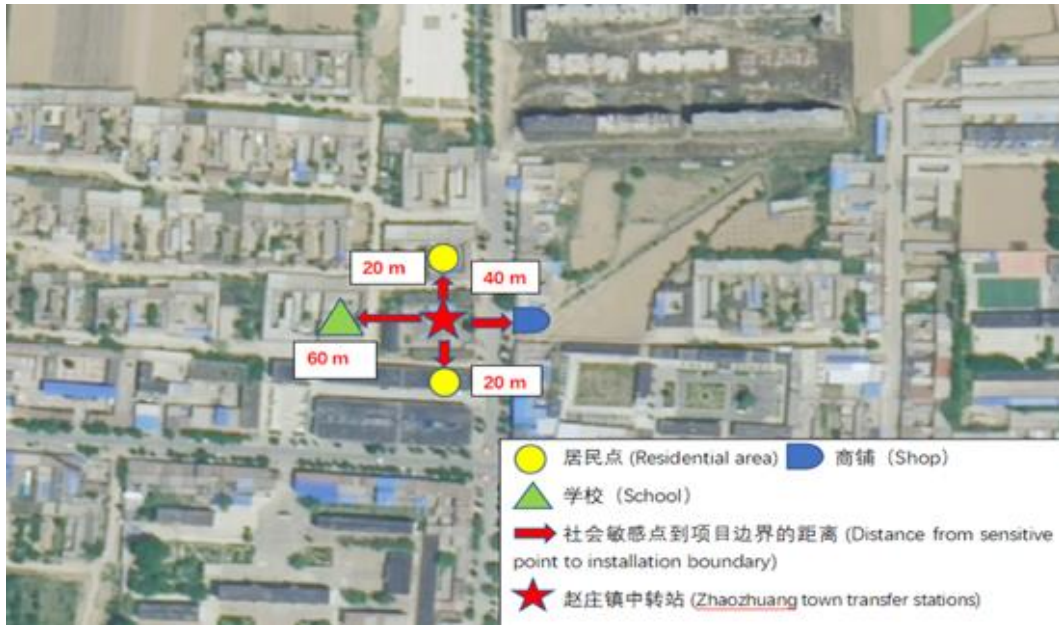 20 m
40 m
60 m
20 m
居民点 (Residential area)
商铺（Shop）
学校（School）
社会敏感点到项目边界的距离 (Distance from sensitive
point to installation boundary)
赵庄镇中转站 (Zhaozhuang town transfer stations)